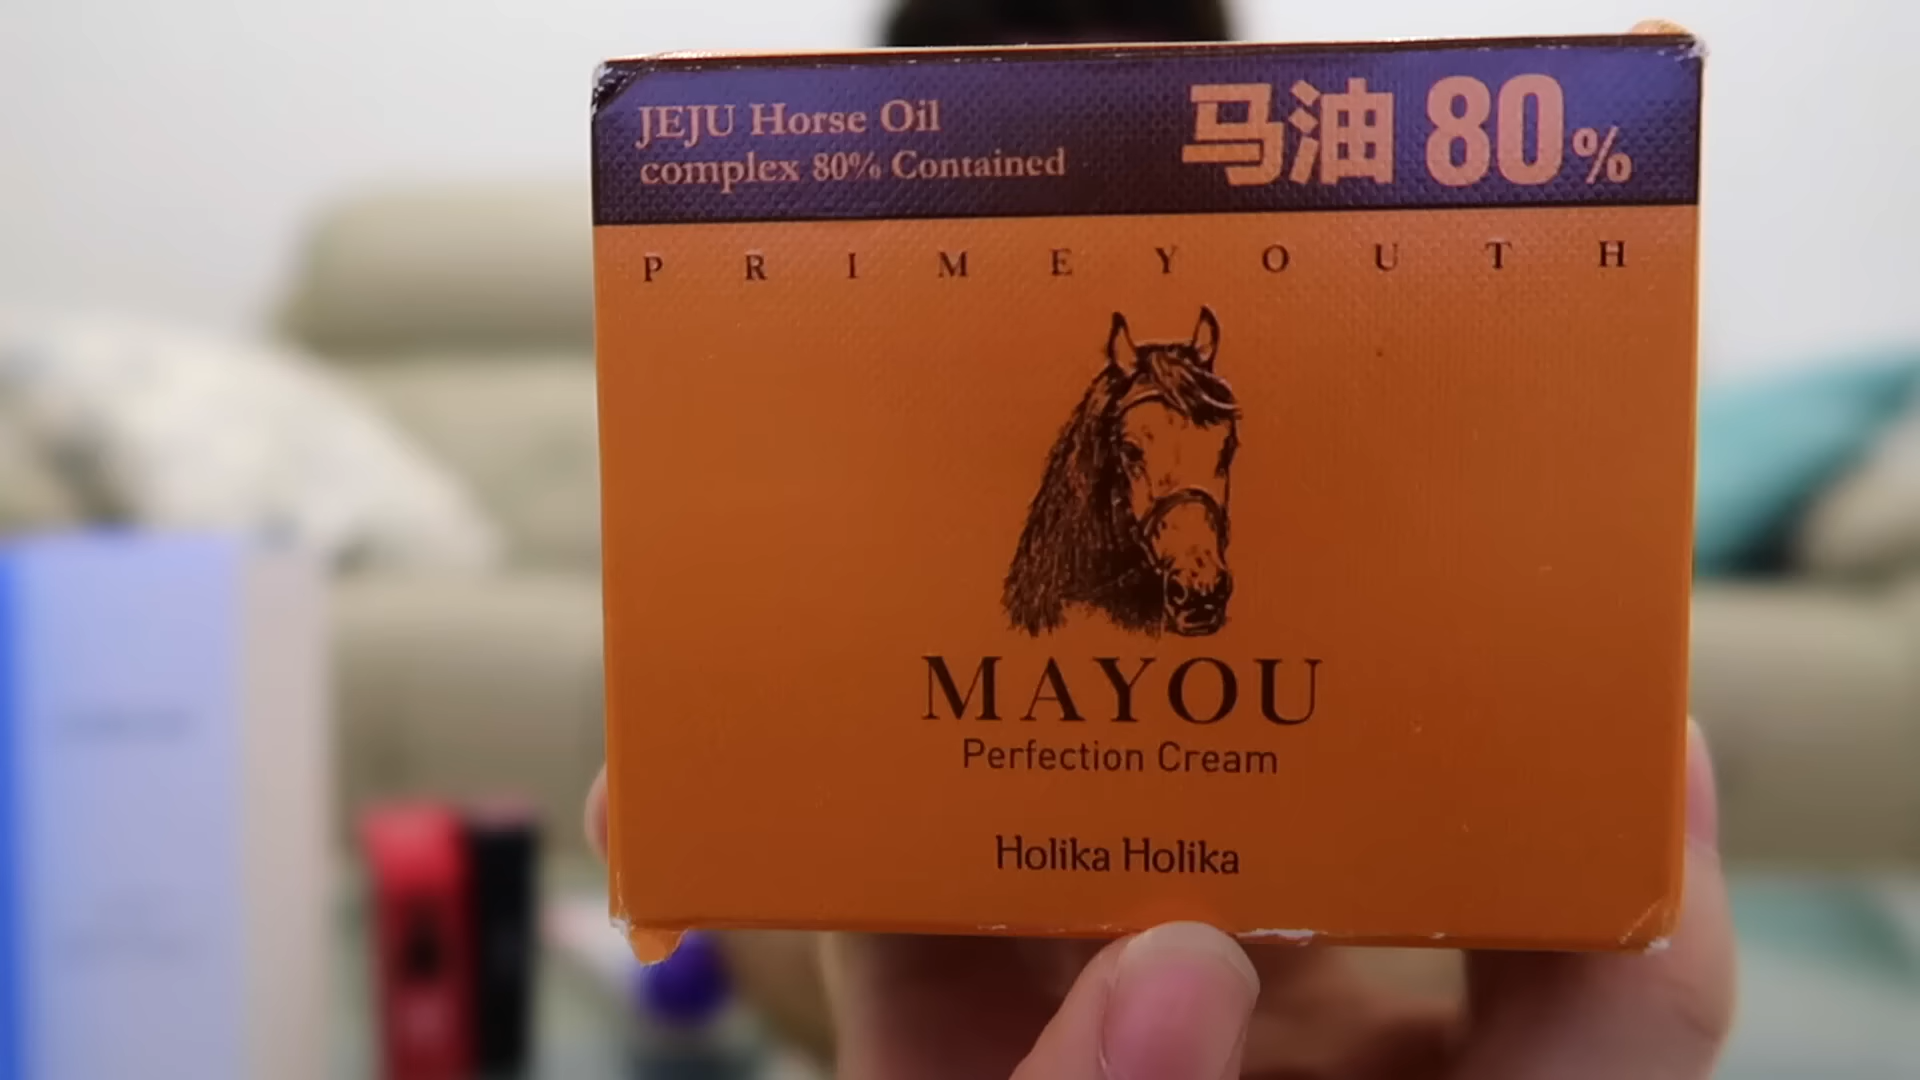 JEJU Horse Oil
complex 80% Contained
马油 80%
PRIMEYOUTH
MAYOU
Perfection Cream
Holika Holika